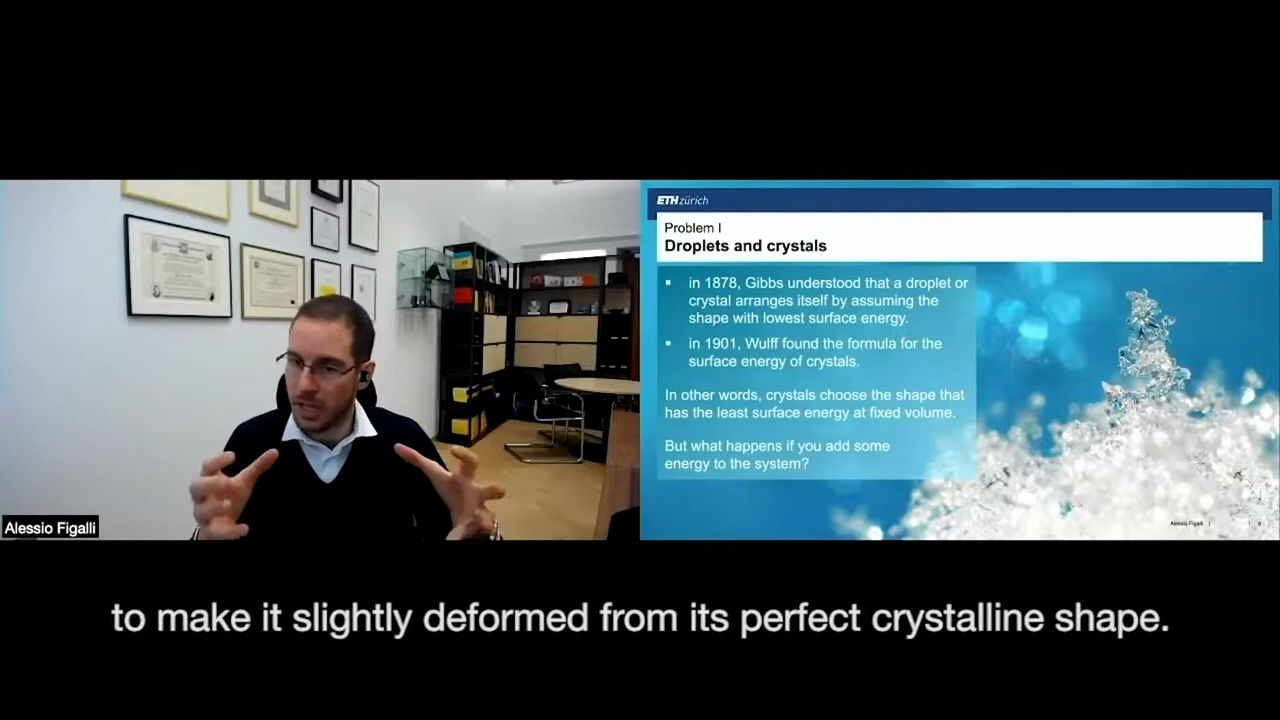 ETH zürich
Problem I
Droplets and crystals
▪ in 1878, Gibbs understood that a droplet or
crystal arranges itself by assuming the
shape with lowest surface energy.
▪ in 1901, Wulff found the formula for the
surface energy of crystals.
In other words, crystals choose the shape that
has the least surface energy at fixed volume.
But what happens if you add some
energy to the system?
Alessio Figalli |
Alessio Figalli
to make it slightly deformed from its perfect crystalline shape.